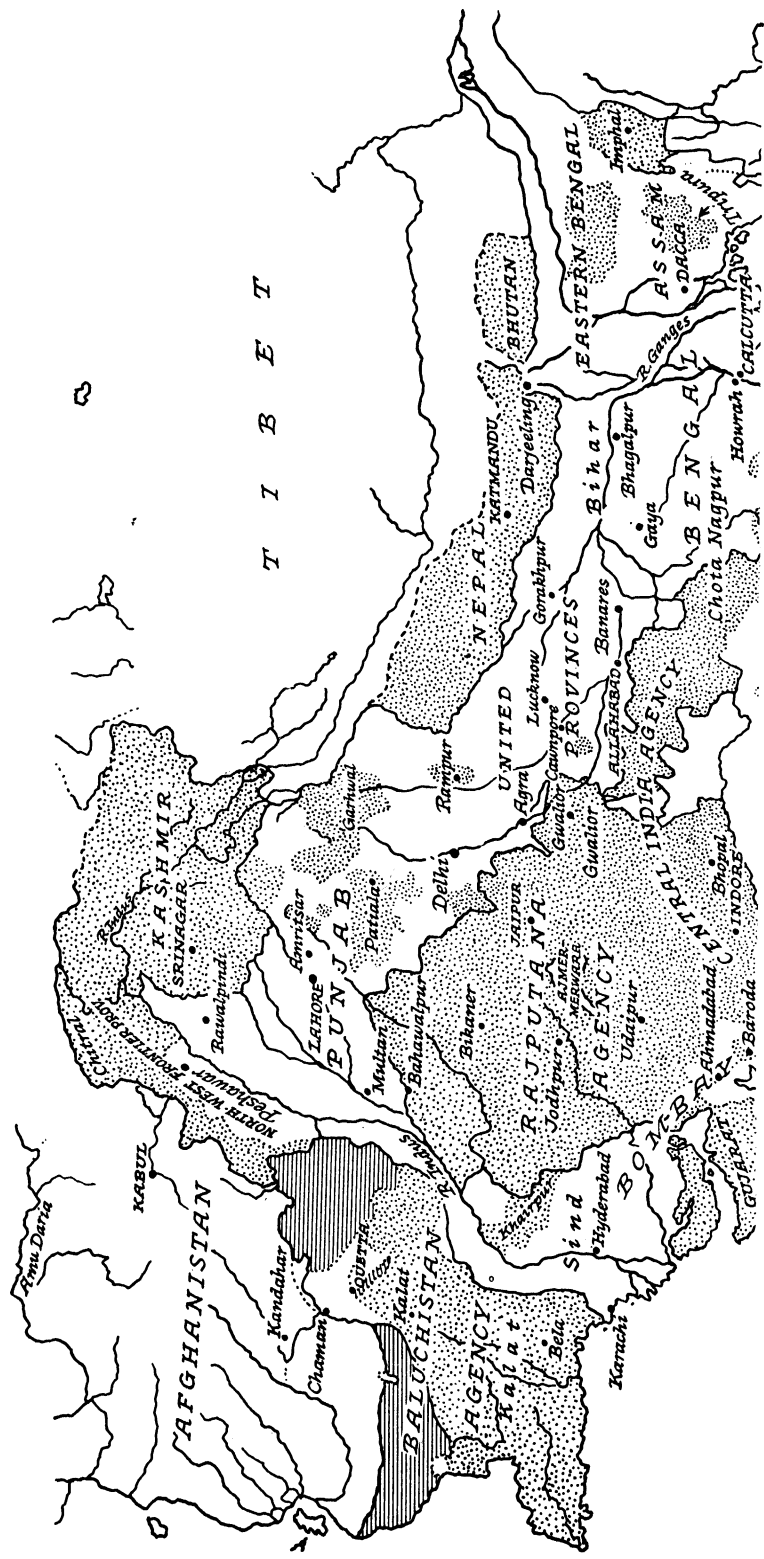 TIBET
Amu Daria
AFGHANISTAN
KABUL
Kandahar
Chaman
Chitral
NORTH-WEST FRONTIER PROV.
Peshawar
R. Indus
KASHMIR
SRINAGAR
Rawalpindi
Amritsar
LAHORE
PUNJAB
Patiala
Garhwal
Multan
Bahawalpur
QUETTA
Kalat
BALUCHISTAN
AGENCY
Kalat
Bela
R. Indus
Khairpur
Sind
Hyderabad
Karachi
Delhi
Rampur
Bikaner
JAIPUR
RAJPUTANA
AJMER-
MERWARA
Jodhpur
AGENCY
Udaipur
Agra
Gwalior
Gwalior
UNITED
PROVINCES
Lucknow
Cawnpore
Gorakhpur
ALLAHABAD
Banares
NEPAL
KATMANDU
Darjeeling
BHUTAN
EASTERN BENGAL
ASSAM
Imphal
DACCA
Tripura
R. Ganges
Bihar
Bhagalpur
Gaya
BENGAL
Chota Nagpur
Howrah
CALCUTTA
CENTRAL INDIA AGENCY
Bhopal
INDORE
BOMBAY
Ahmadabad
Baroda
GUJARAT